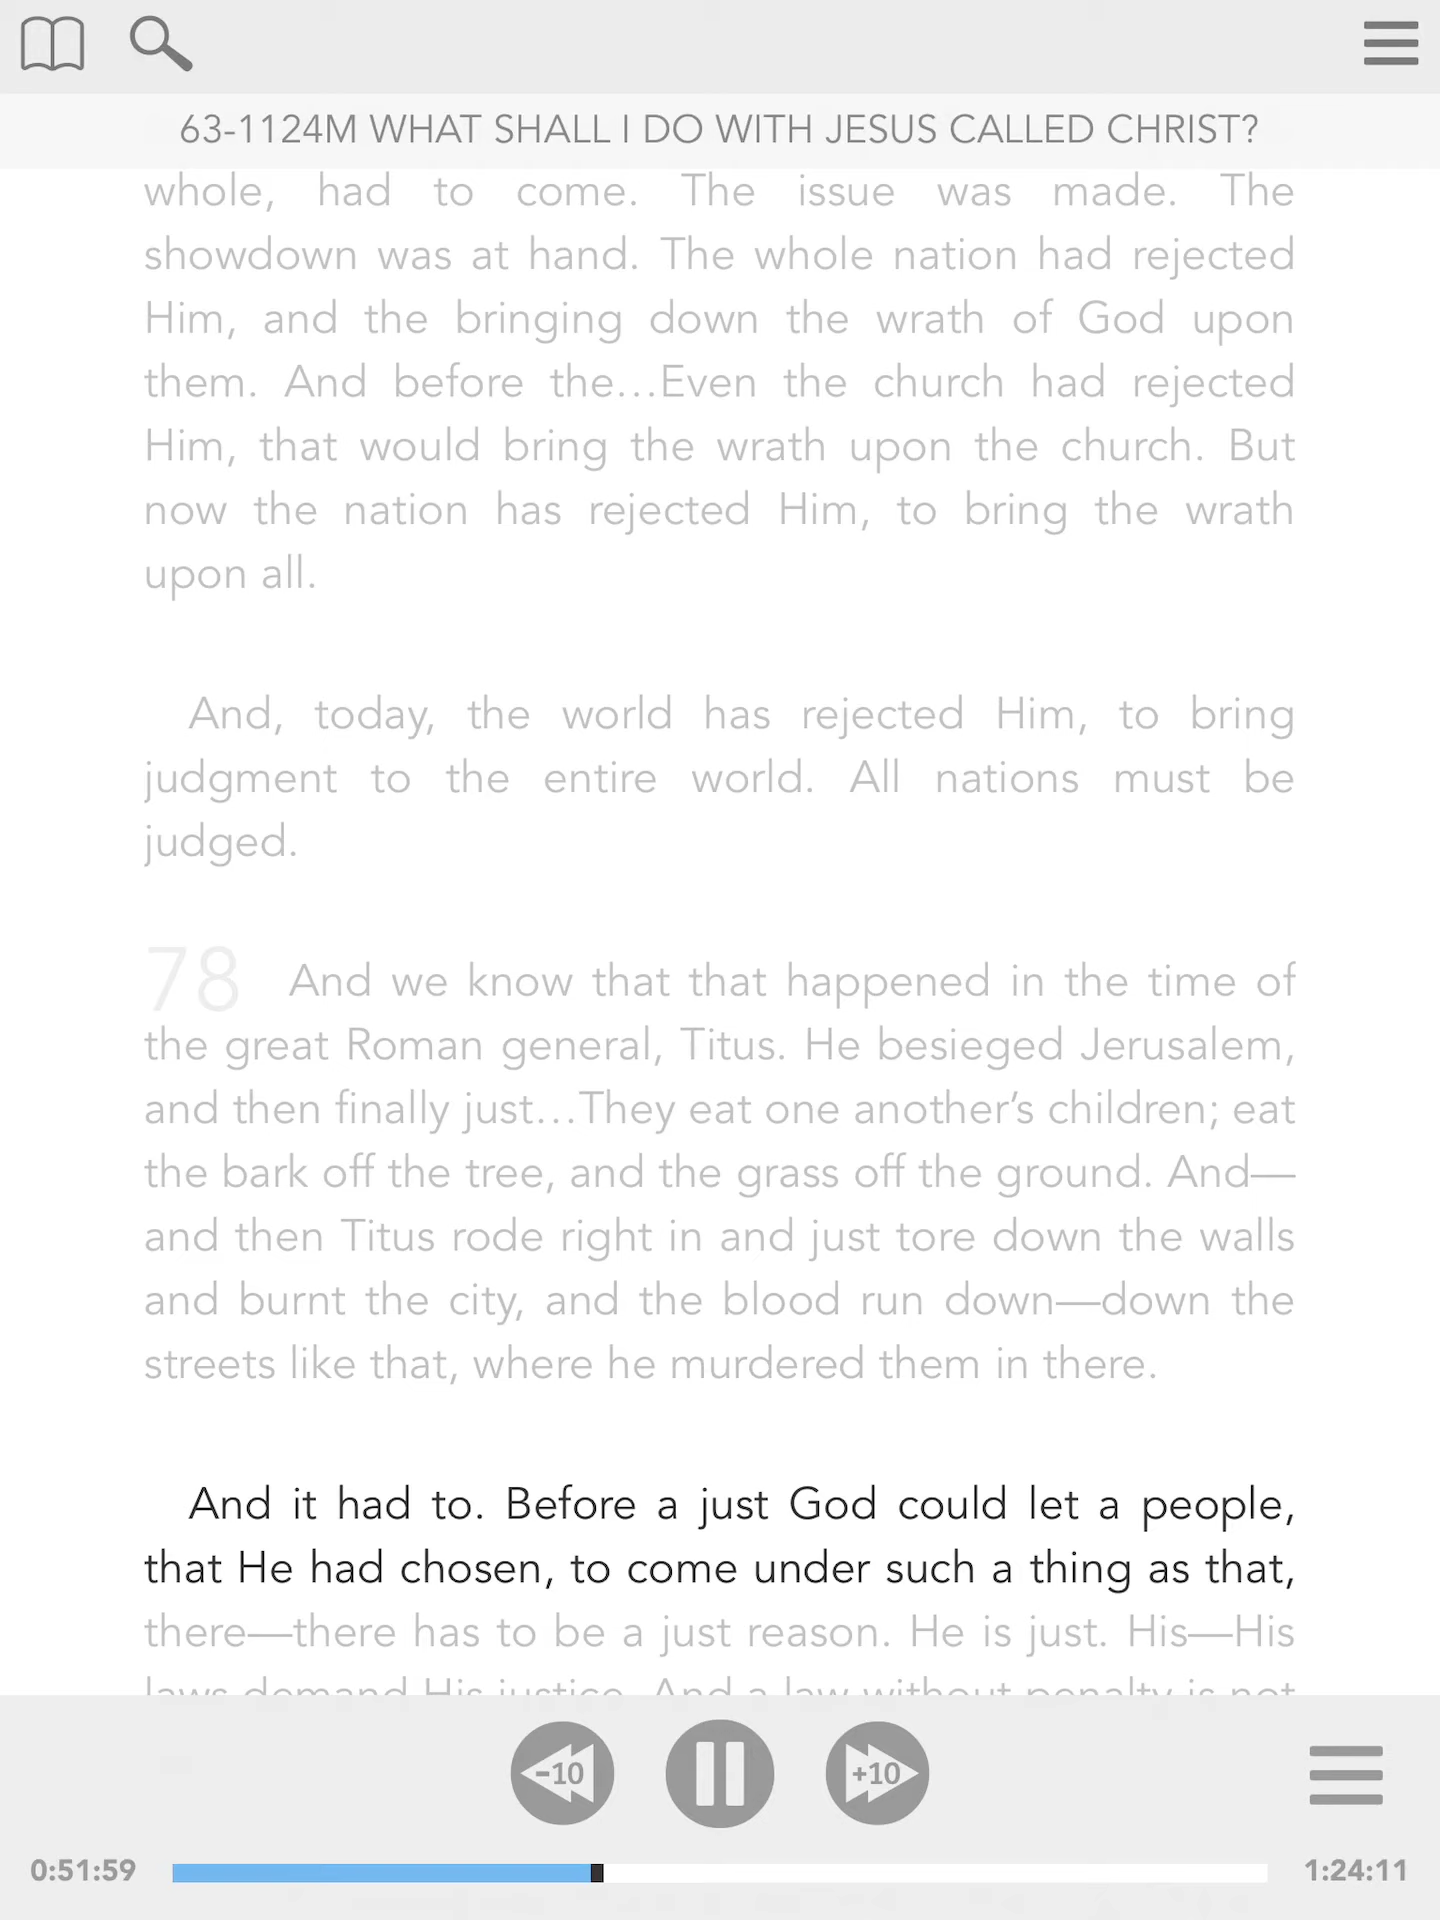 63-1124M WHAT SHALL I DO WITH JESUS CALLED CHRIST?
whole, had to come. The issue was made. The
showdown was at hand. The whole nation had rejected
Him, and the bringing down the wrath of God upon
them. And before the…Even the church had rejected
Him, that would bring the wrath upon the church. But
now the nation has rejected Him, to bring the wrath
upon all.
And, today, the world has rejected Him, to bring
judgment to the entire world. All nations must be
judged.
78 And we know that that happened in the time of
the great Roman general, Titus. He besieged Jerusalem,
and then finally just…They eat one another’s children; eat
the bark off the tree, and the grass off the ground. And—
and then Titus rode right in and just tore down the walls
and burnt the city, and the blood run down—down the
streets like that, where he murdered them in there.
And it had to. Before a just God could let a people,
that He had chosen, to come under such a thing as that,
there—there has to be a just reason. He is just. His—His
laws demand His justice. And a law without penalty is not
-10 +10
0:51:59 1:24:11